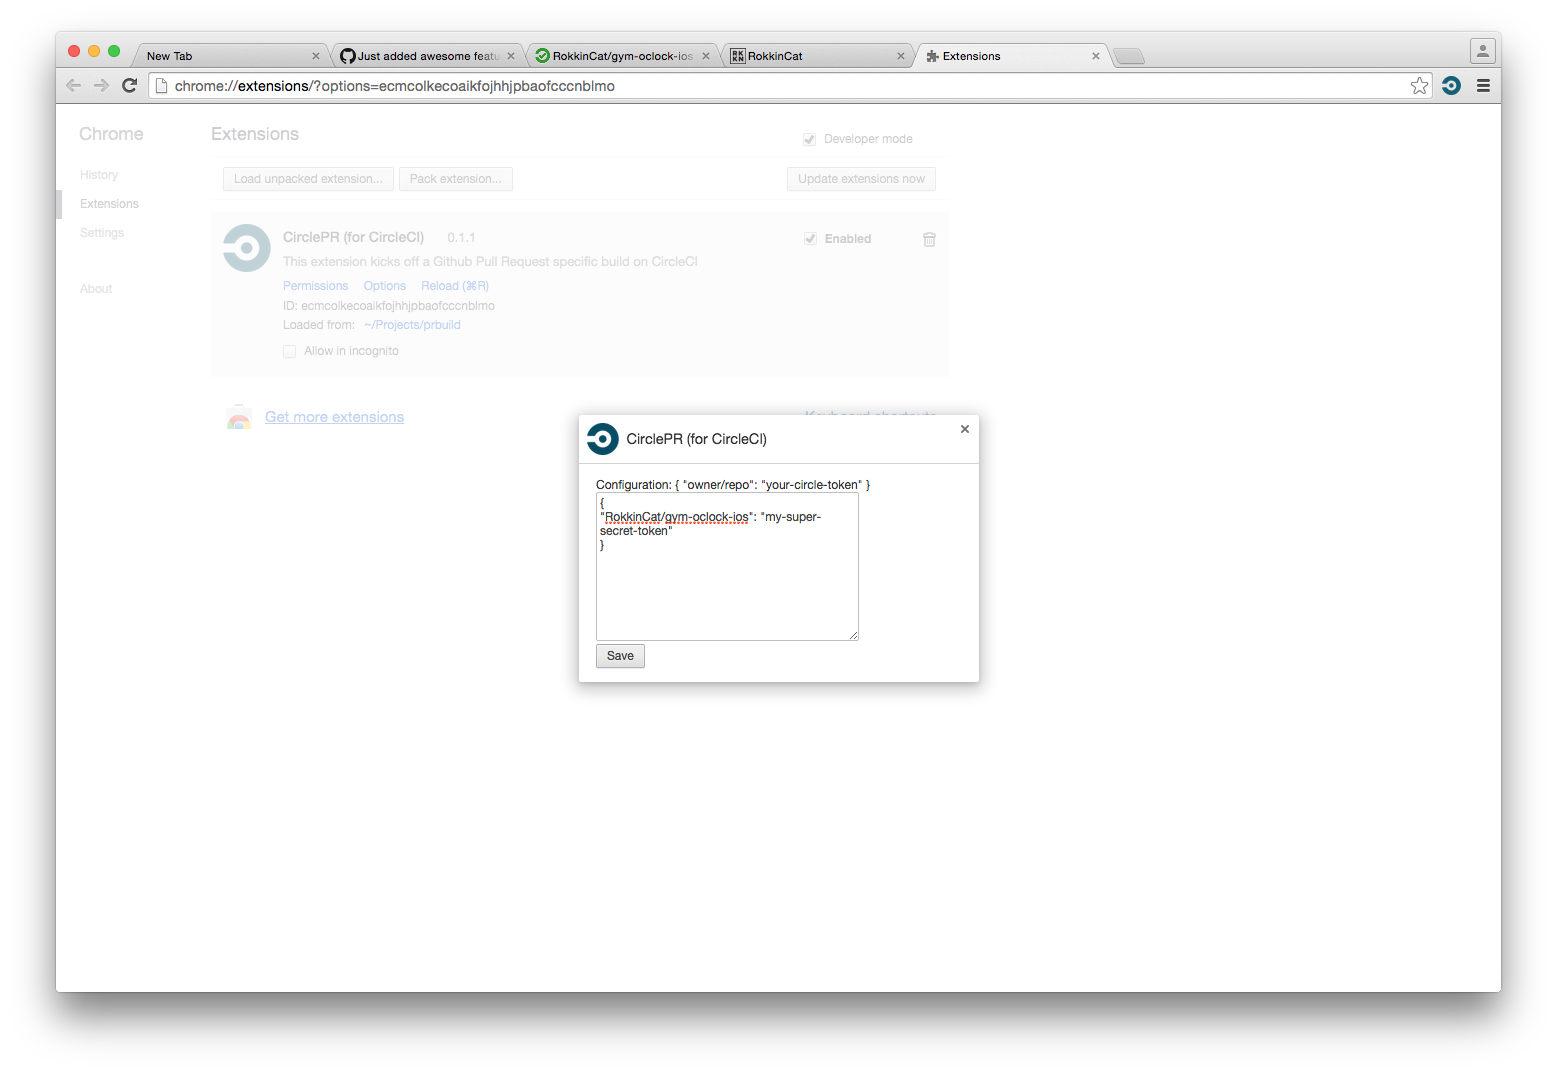 New Tab
Just added awesome featu
RokkinCat/gym-oclock-ios
RK
KN
RokkinCat
Extensions
chrome://extensions/?options=ecmcolkecoaikfojhhjpbaofcccnblmo
Chrome
Extensions
Developer mode
History
Load unpacked extension...
Pack extension...
Update extensions now
Extensions
Settings
CirclePR (for CircleCI)
0.1.1
Enabled
This extension kicks off a Github Pull Request specific build on CircleCI
Permissions
Options
Reload (⌘R)
About
ID: ecmcolkecoaikfojhhjpbaofcccnblmo
Loaded from: ~/Projects/prbuild
Allow in incognito
Get more extensions
Keyboard shortcuts
CirclePR (for CircleCI)
Configuration: { "owner/repo": "your-circle-token" }
{
"RokkinCat/gym-oclock-ios": "my-super-
secret-token"
}
Save